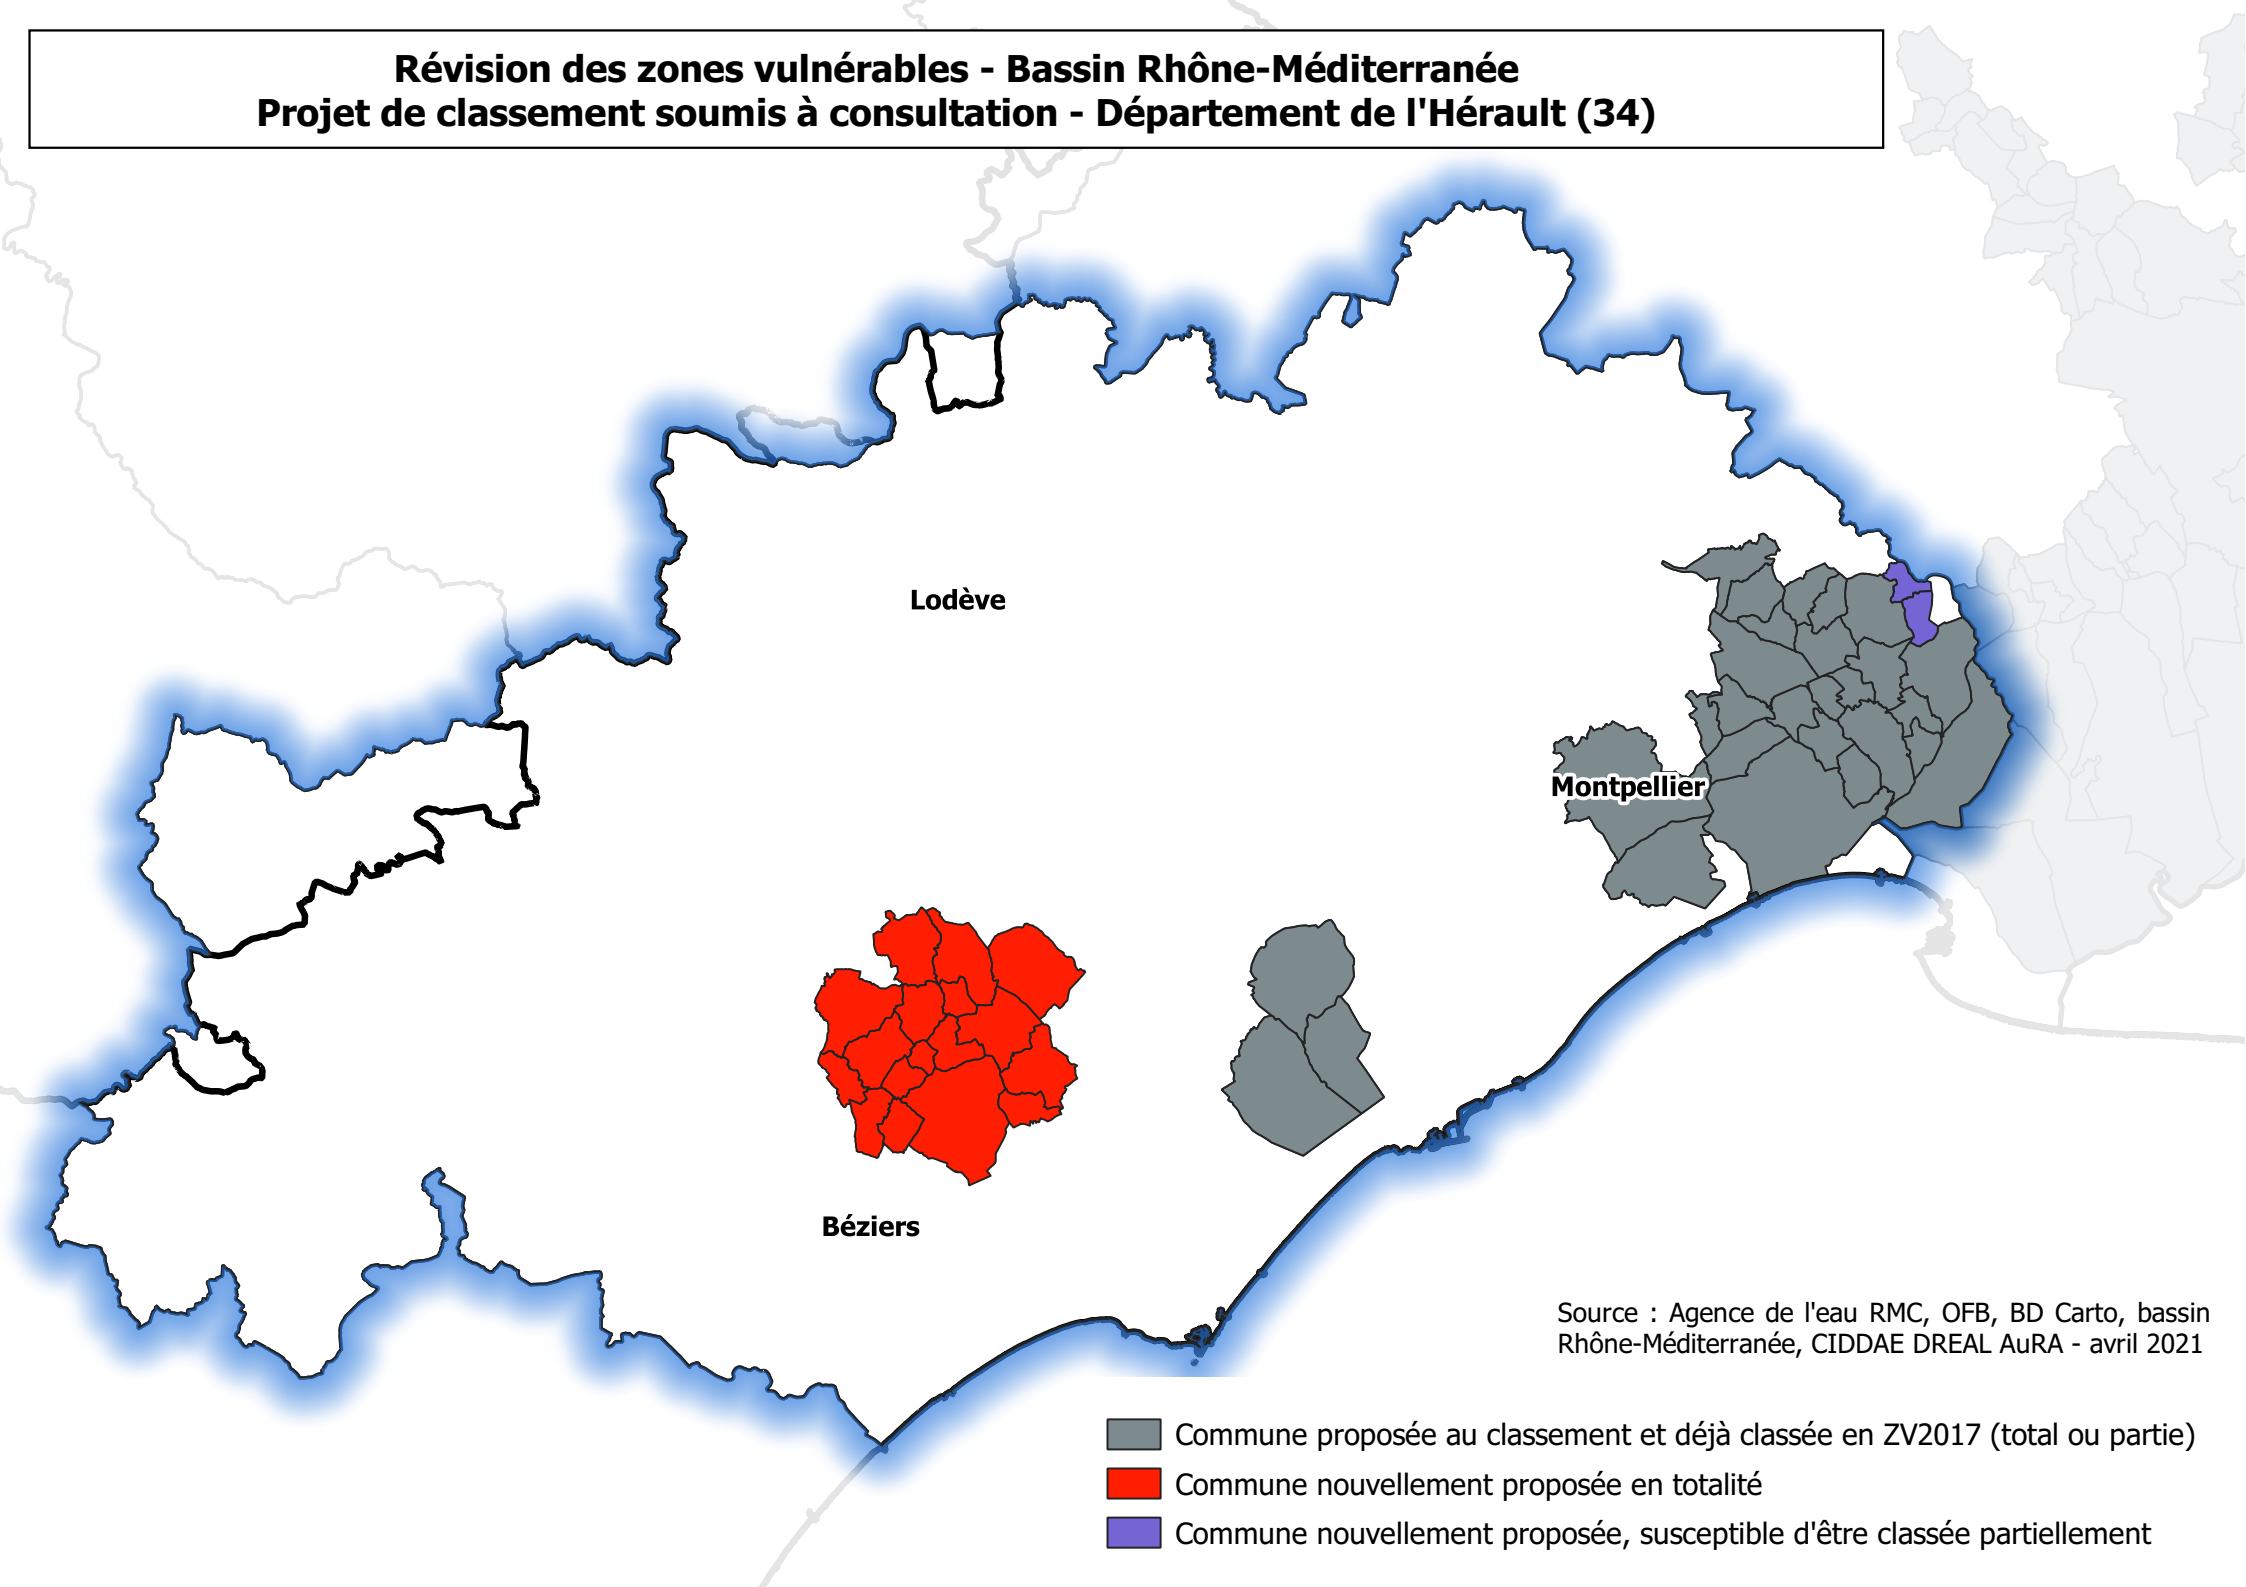 Révision des zones vulnérables - Bassin Rhône-Méditerranée
Projet de classement soumis à consultation - Département de l'Hérault (34)
Lodève
Montpellier
Béziers
Source : Agence de l'eau RMC, OFB, BD Carto, bassin
Rhône-Méditerranée, CIDDAE DREAL AuRA - avril 2021
Commune proposée au classement et déjà classée en ZV2017 (total ou partie)
Commune nouvellement proposée en totalité
Commune nouvellement proposée, susceptible d'être classée partiellement